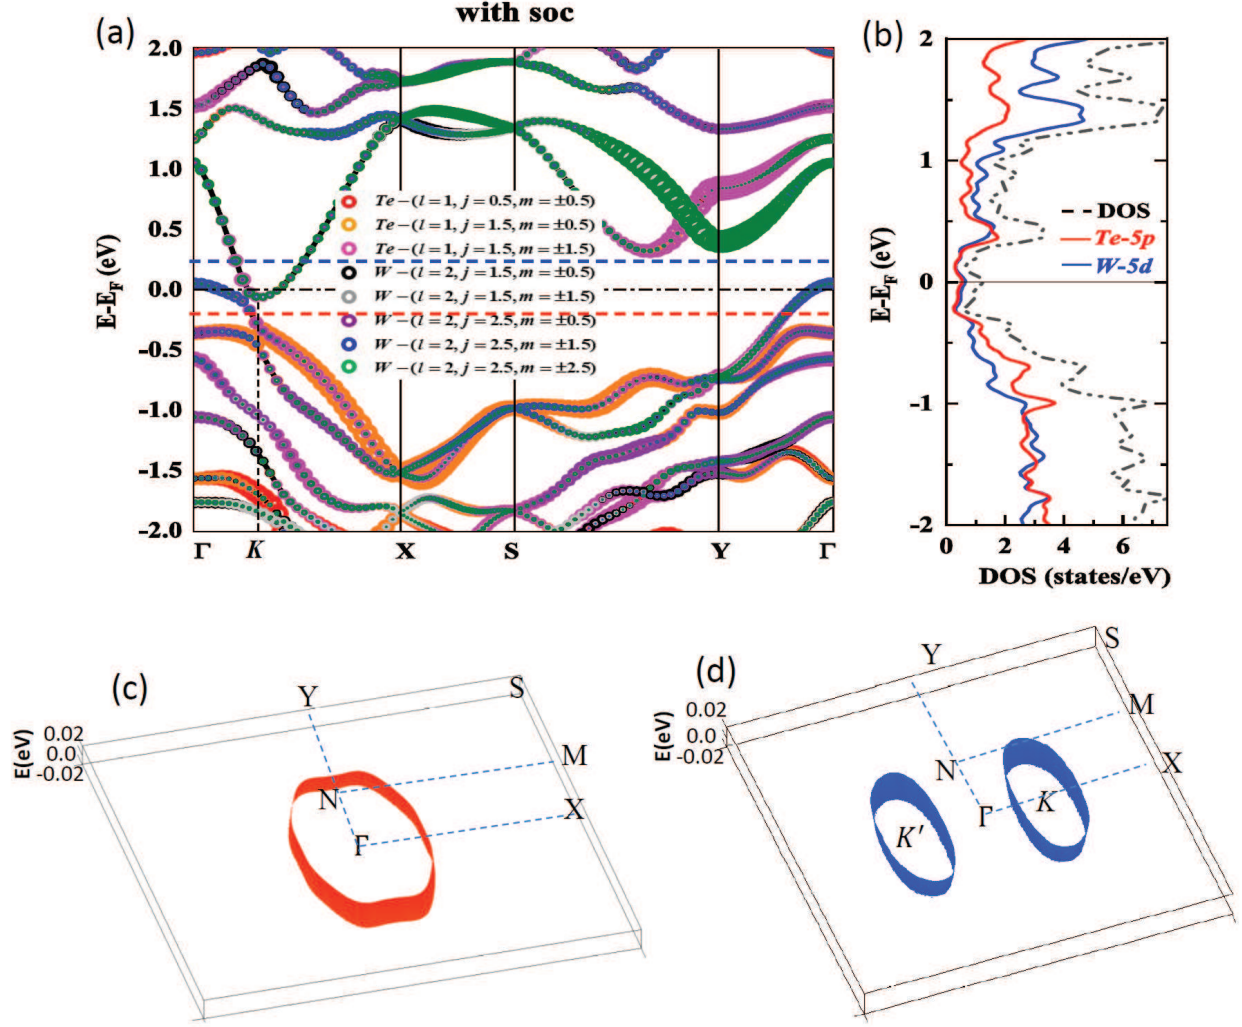 with soc
(a)
2.0
1.5
1.0
0.5
0.0
-0.5
-1.0
-1.5
-2.0
E-E_F (eV)
Te-(l=1, j=0.5, m=±0.5)
Te-(l=1, j=1.5, m=±0.5)
Te-(l=1, j=1.5, m=±1.5)
W-(l=2, j=1.5, m=±0.5)
W-(l=2, j=1.5, m=±1.5)
W-(l=2, j=2.5, m=±0.5)
W-(l=2, j=2.5, m=±1.5)
W-(l=2, j=2.5, m=±2.5)
Γ K X S Y Γ
(b)
2
1
0
-1
-2
E-E_F (eV)
DOS
Te-5p
W-5d
0 2 4 6
DOS (states/eV)
(c)
Y
S
0.02
0.0
-0.02
E(eV)
M
N
X
Γ
(d)
Y
S
0.02
0.0
-0.02
E(eV)
M
N
X
Γ
K
K′